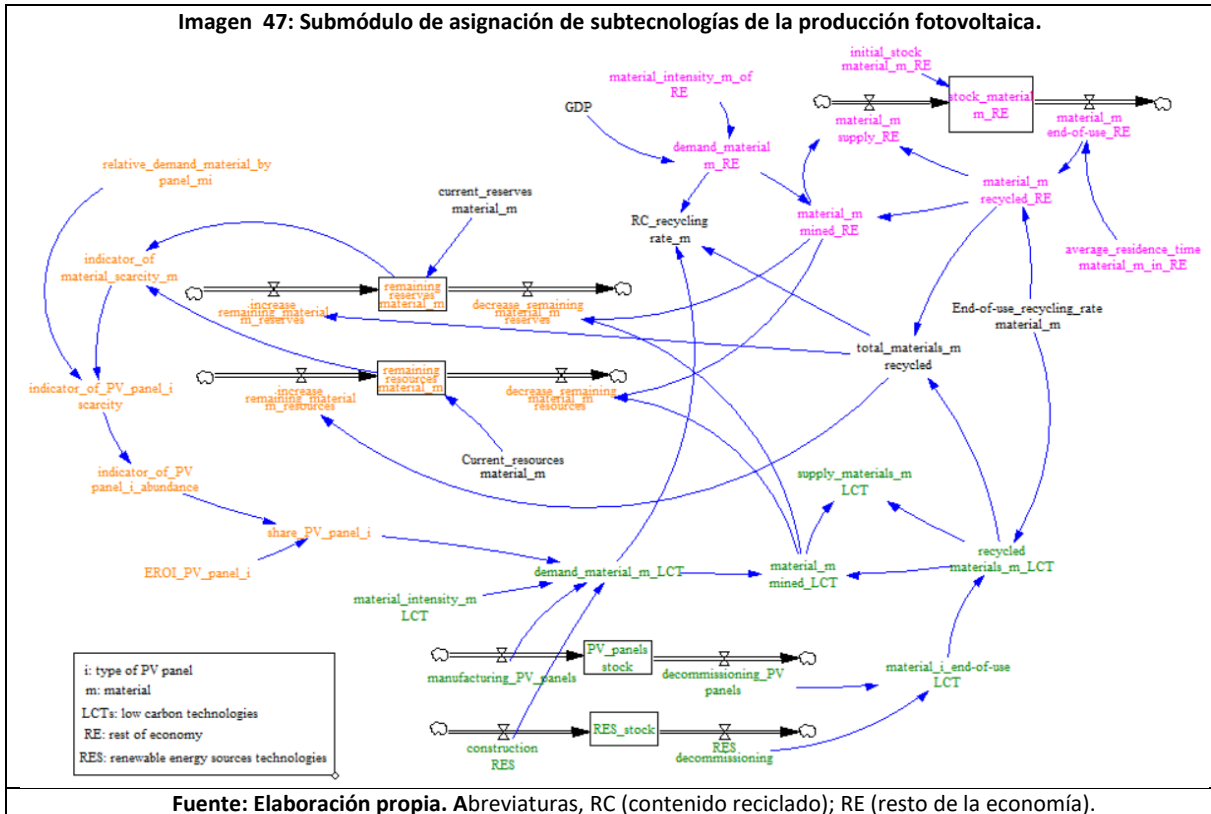 Imagen 47: Submódulo de asignación de subtecnologías de la producción fotovoltaica.
initial_stock
material_m_RE
material_intensity_m_of
RE
GDP
stock_material
m_RE
material_m
supply_RE
material_m
end-of-use_RE
demand_material
m_RE
relative_demand_material_by
panel_mi
current_reserves
material_m
material_m
recycled_RE
RC_recycling
rate_m
material_m
mined_RE
average_residence_time
material_m_in_RE
indicator_of
material_scarcity_m
remaining
reserves
material_m
increase
remaining_material
m_reserves
decrease_remaining
material_m
reserves
End-of-use_recycling_rate
material_m
total_materials_m
recycled
remaining
resources
material_m
indicator_of_PV_panel_i
scarcity
increase
remaining_material
m_resources
decrease_remaining
material_m
resources
Current_resources
material_m
indicator_of_PV
panel_i_abundance
supply_materials_m
LCT
share_PV_panel_i
EROI_PV_panel_i
recycled
materials_m_LCT
demand_material_m_LCT
material_m
mined_LCT
material_intensity_m
LCT
PV_panels
stock
manufacturing_PV_panels
decommissioning_PV
panels
material_i_end-of-use
LCT
i: type of PV panel
m: material
LCTs: low carbon technologies
RE: rest of economy
RES: renewable energy sources technologies
RES_stock
construction
RES
RES
decommissioning
Fuente: Elaboración propia. Abreviaturas, RC (contenido reciclado); RE (resto de la economía).